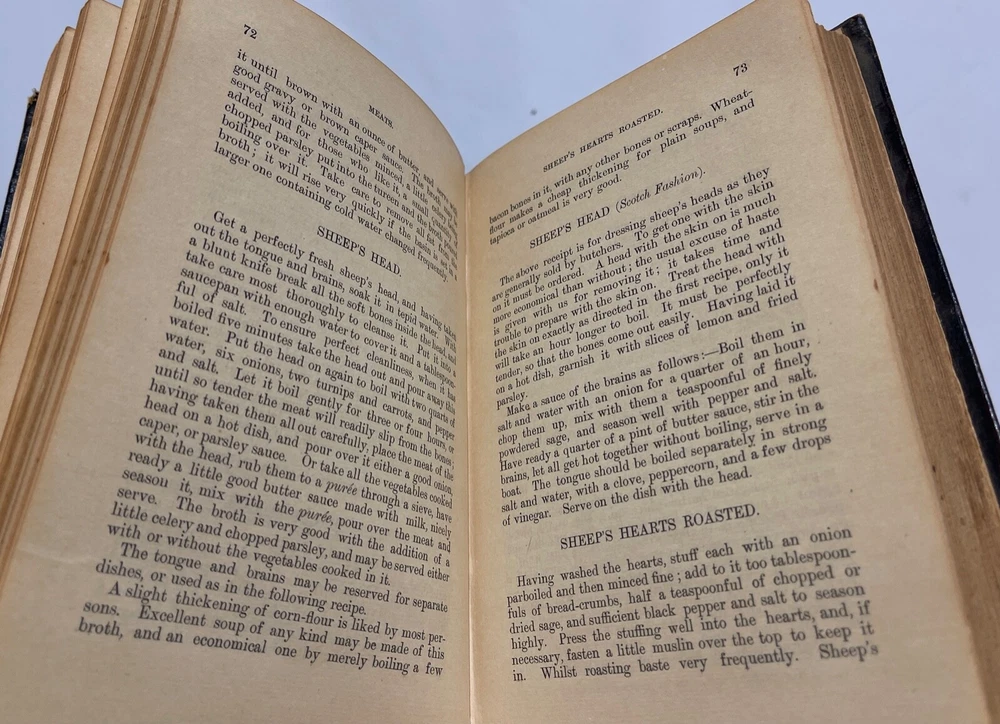 72
MEATS.
it until brown with an ounce of butter, and serve
good gravy or brown caper sauce. The
served with the vegetables minced, a little
added, and for those who like it, a small quantity of
chopped parsley put into the tureen and the broth
boiling over it. Take care to remove all fat from
broth; it will rise very quickly if the basin is set in a
larger one containing cold water changed frequently.
SHEEP'S HEAD.
Get a perfectly fresh sheep's head, and, having taken
out the tongue and brains, soak it in tepid water. With
a blunt knife break all the soft bones inside the head, and
take care most thoroughly to cleanse it. Put it into a
saucepan with enough water to cover it and a tablespoon-
ful of salt. To ensure perfect cleanliness, when it has
boiled five minutes take the head out and pour away this
water. Put the head on again to boil with two quarts of
water, six onions, two turnips and carrots, and pepper
and salt. Let it boil gently for three or four hours, or
until so tender the meat will readily slip from the bones;
having taken them all out carefully, place the meat of the
head on a hot dish, and pour over it either a good onion,
caper, or parsley sauce. Or take all the vegetables cooked
with the head, rub them to a purée through a sieve, have
ready a little good butter sauce made with milk, nicely
season it, mix with the purée, pour over the meat and
serve. The broth is very good with the addition of a
little celery and chopped parsley, and may be served either
with or without the vegetables cooked in it.
The tongue and brains may be reserved for separate
dishes, or used as in the following recipe.
A slight thickening of corn-flour is liked by most per-
sons. Excellent soup of any kind may be made of this
broth, and an economical one by merely boiling a few
73
SHEEP'S HEARTS ROASTED.
bacon bones in it, with any other bones or scraps. Wheat-
flour makes a cheap thickening for plain soups, and
tapioca or oatmeal is very good.
SHEEP'S HEAD (Scotch Fashion).
The above receipt is for dressing sheep's heads as they
are generally sold by butchers. To get one with the skin
on it must be ordered. A head with the skin on is much
more economical than without; the usual excuse of haste
is given with us for removing it; it takes time and
trouble to prepare with the skin on. Treat the head with
the skin on exactly as directed in the first recipe, only it
will take an hour longer to boil. It must be perfectly
tender, so that the bones come out easily. Having laid it
on a hot dish, garnish it with slices of lemon and fried
parsley.
Make a sauce of the brains as follows:—Boil them in
salt and water with an onion for a quarter of an hour,
chop them up, mix with them a teaspoonful of finely
powdered sage, and season well with pepper and salt.
Have ready a quarter of a pint of butter sauce, stir in the
brains, let all get hot together without boiling, serve in a
boat. The tongue should be boiled separately in strong
salt and water, with a clove, peppercorn, and a few drops
of vinegar. Serve on the dish with the head.
SHEEP'S HEARTS ROASTED.
Having washed the hearts, stuff each with an onion
parboiled and then minced fine; add to it too tablespoon-
fuls of bread-crumbs, half a teaspoonful of chopped or
dried sage, and sufficient black pepper and salt to season
highly. Press the stuffing well into the hearts, and, if
necessary, fasten a little muslin over the top to keep it
in. Whilst roasting baste very frequently. Sheep's